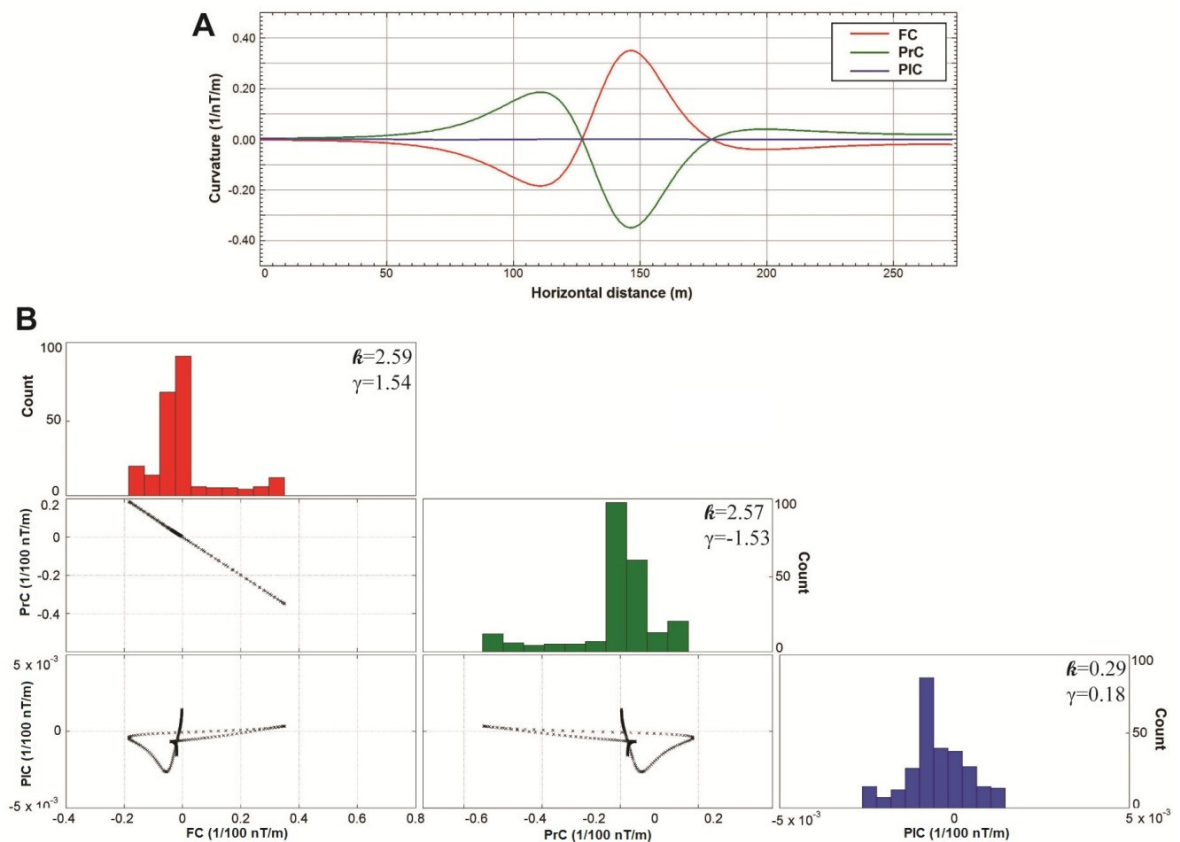 A
0.40
0.20
0.00
-0.20
-0.40
Curvature (1/nT/m)
FC
PrC
PlC
0
50
100
150
200
250
Horizontal distance (m)
B
100
50
0
Count
k=2.59
γ=1.54
0.2
0
-0.2
-0.4
PrC (1/100 nT/m)
k=2.57
γ=-1.53
100
50
0
Count
5 x 10⁻³
0
-5 x 10⁻³
PlC (1/100 nT/m)
k=0.29
γ=0.18
100
50
0
Count
0.4 -0.2 0 0.2 0.4 0.6 0.8
FC (1/100 nT/m)
-0.6 -0.4 -0.2 0 0.2
PrC (1/100 nT/m)
-5 x 10⁻³ 0 5 x 10⁻³
PlC (1/100 nT/m)